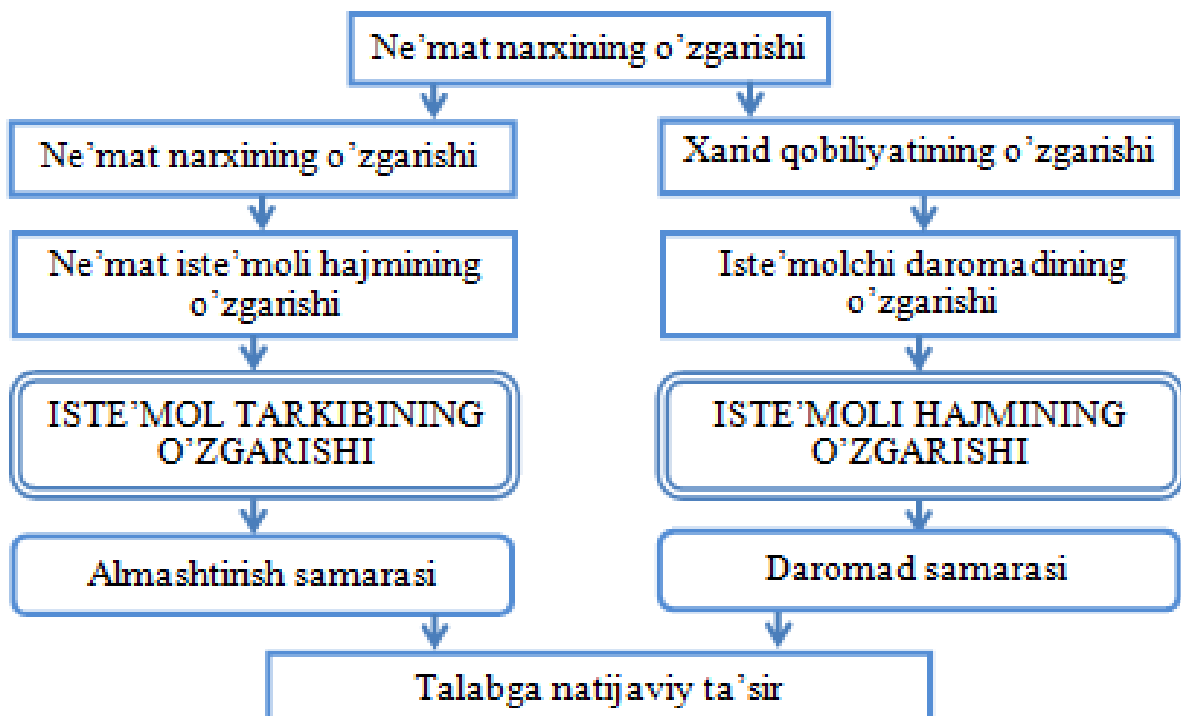 Ne’mat narxining o’zgarishi
Ne’mat narxining o’zgarishi
Xarid qobiliyatining o’zgarishi
Ne’mat iste’moli hajmining
o’zgarishi
Iste’molchi daromadining
o’zgarishi
ISTE’MOL TARKIBINING
O’ZGARISHI
ISTE’MOLI HAJMINING
O’ZGARISHI
Almashtirish samarasi
Daromad samarasi
Talabga natijaviy ta’sir